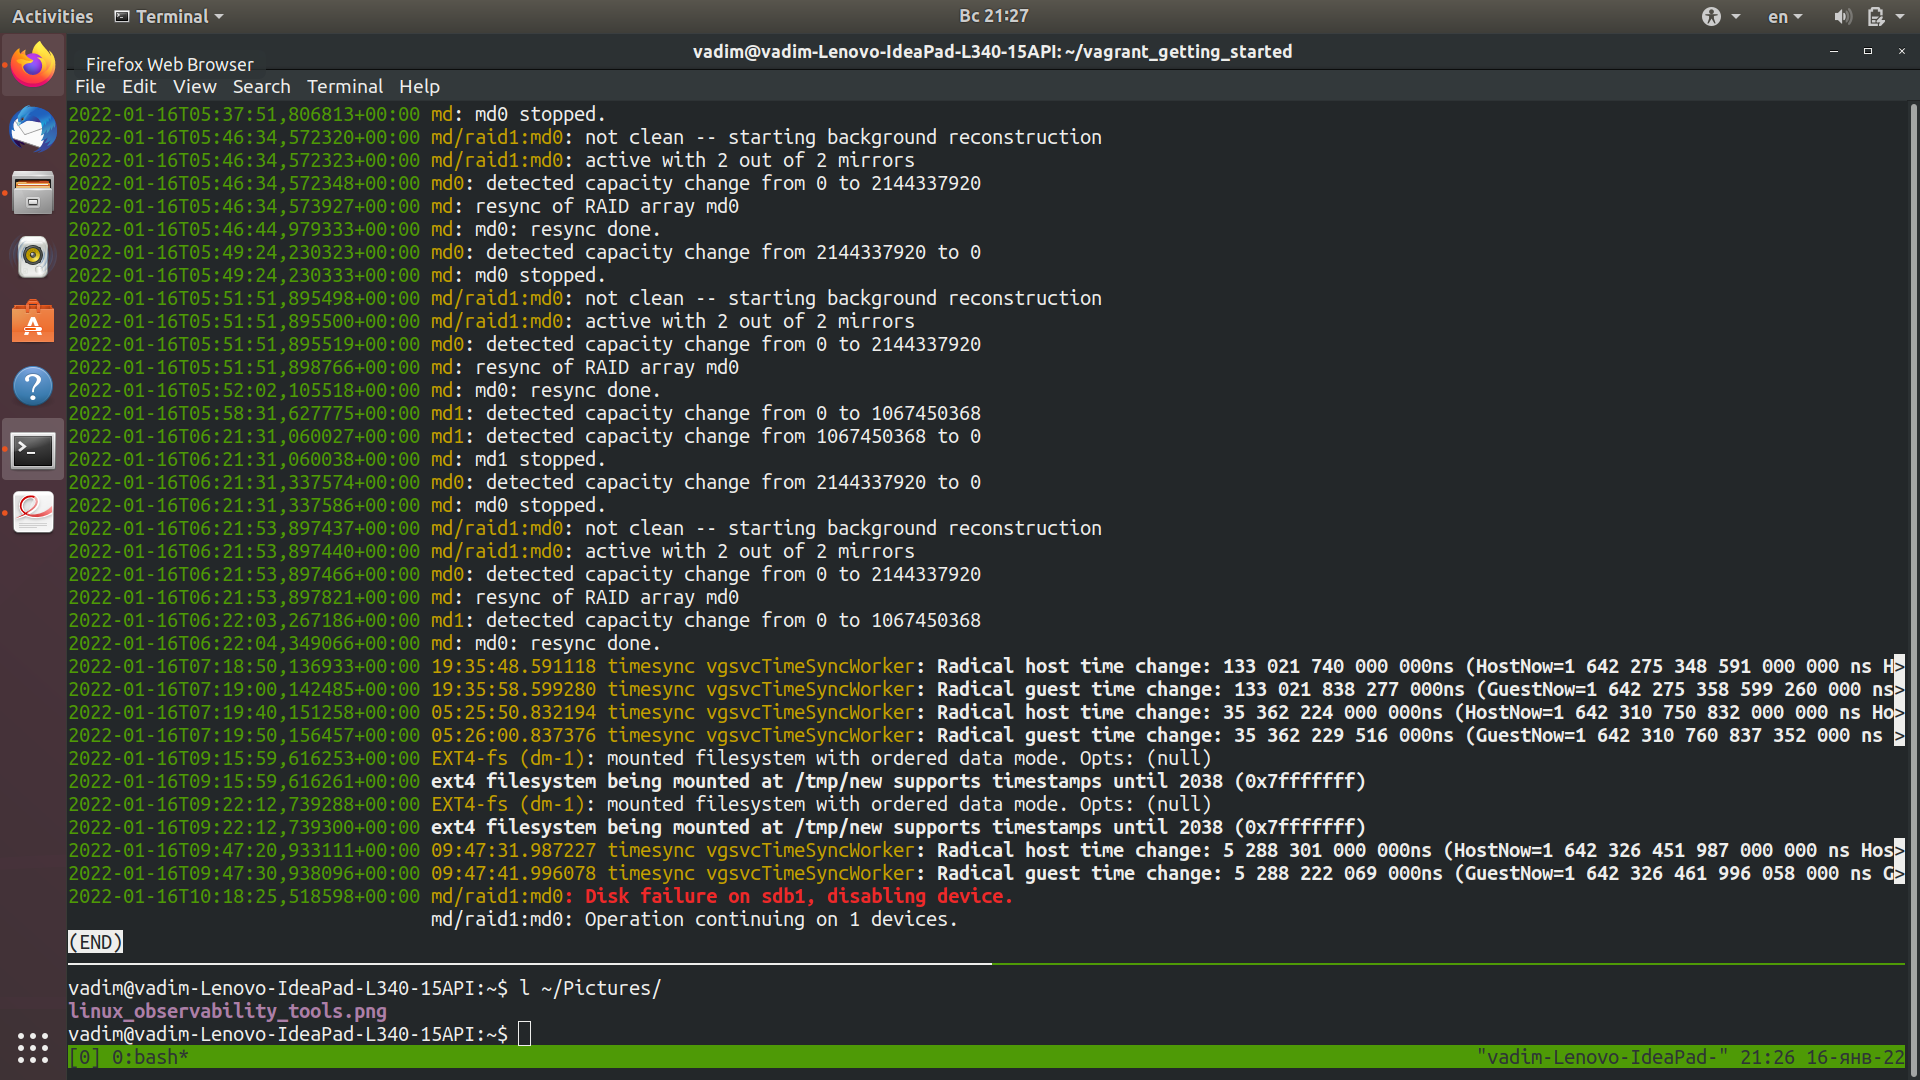 Activities Terminal Вс 21:27 en
vadim@vadim-Lenovo-IdeaPad-L340-15API: ~/vagrant_getting_started
Firefox Web Browser
File Edit View Search Terminal Help
2022-01-16T05:37:51,806813+00:00 md: md0 stopped.
2022-01-16T05:46:34,572320+00:00 md/raid1:md0: not clean -- starting background reconstruction
2022-01-16T05:46:34,572323+00:00 md/raid1:md0: active with 2 out of 2 mirrors
2022-01-16T05:46:34,572348+00:00 md0: detected capacity change from 0 to 2144337920
2022-01-16T05:46:34,573927+00:00 md: resync of RAID array md0
2022-01-16T05:46:44,979333+00:00 md: md0: resync done.
2022-01-16T05:49:24,230323+00:00 md0: detected capacity change from 2144337920 to 0
2022-01-16T05:49:24,230333+00:00 md: md0 stopped.
2022-01-16T05:51:51,895498+00:00 md/raid1:md0: not clean -- starting background reconstruction
2022-01-16T05:51:51,895500+00:00 md/raid1:md0: active with 2 out of 2 mirrors
2022-01-16T05:51:51,895519+00:00 md0: detected capacity change from 0 to 2144337920
2022-01-16T05:51:51,898766+00:00 md: resync of RAID array md0
2022-01-16T05:52:02,105518+00:00 md: md0: resync done.
2022-01-16T05:58:31,627775+00:00 md1: detected capacity change from 0 to 1067450368
2022-01-16T06:21:31,060027+00:00 md1: detected capacity change from 1067450368 to 0
2022-01-16T06:21:31,060038+00:00 md: md1 stopped.
2022-01-16T06:21:31,337574+00:00 md0: detected capacity change from 2144337920 to 0
2022-01-16T06:21:31,337586+00:00 md: md0 stopped.
2022-01-16T06:21:53,897437+00:00 md/raid1:md0: not clean -- starting background reconstruction
2022-01-16T06:21:53,897440+00:00 md/raid1:md0: active with 2 out of 2 mirrors
2022-01-16T06:21:53,897466+00:00 md0: detected capacity change from 0 to 2144337920
2022-01-16T06:21:53,897821+00:00 md: resync of RAID array md0
2022-01-16T06:22:03,267186+00:00 md1: detected capacity change from 0 to 1067450368
2022-01-16T06:22:04,349066+00:00 md: md0: resync done.
2022-01-16T07:18:50,136933+00:00 19:35:48.591118 timesync vgsvcTimeSyncWorker: Radical host time change: 133 021 740 000 000ns (HostNow=1 642 275 348 591 000 000 ns H>
2022-01-16T07:19:00,142485+00:00 19:35:58.599280 timesync vgsvcTimeSyncWorker: Radical guest time change: 133 021 838 277 000ns (GuestNow=1 642 275 358 599 260 000 ns>
2022-01-16T07:19:40,151258+00:00 05:25:50.832194 timesync vgsvcTimeSyncWorker: Radical host time change: 35 362 224 000 000ns (HostNow=1 642 310 750 832 000 000 ns Ho>
2022-01-16T07:19:50,156457+00:00 05:26:00.837376 timesync vgsvcTimeSyncWorker: Radical guest time change: 35 362 229 516 000ns (GuestNow=1 642 310 760 837 352 000 ns >
2022-01-16T09:15:59,616253+00:00 EXT4-fs (dm-1): mounted filesystem with ordered data mode. Opts: (null)
2022-01-16T09:15:59,616261+00:00 ext4 filesystem being mounted at /tmp/new supports timestamps until 2038 (0x7fffffff)
2022-01-16T09:22:12,739288+00:00 EXT4-fs (dm-1): mounted filesystem with ordered data mode. Opts: (null)
2022-01-16T09:22:12,739300+00:00 ext4 filesystem being mounted at /tmp/new supports timestamps until 2038 (0x7fffffff)
2022-01-16T09:47:20,933111+00:00 09:47:31.987227 timesync vgsvcTimeSyncWorker: Radical host time change: 5 288 301 000 000ns (HostNow=1 642 326 451 987 000 000 ns Hos>
2022-01-16T09:47:30,938096+00:00 09:47:41.996078 timesync vgsvcTimeSyncWorker: Radical guest time change: 5 288 222 069 000ns (GuestNow=1 642 326 461 996 058 000 ns G>
2022-01-16T10:18:25,518598+00:00 md/raid1:md0: Disk failure on sdb1, disabling device.
md/raid1:md0: Operation continuing on 1 devices.
(END)
vadim@vadim-Lenovo-IdeaPad-L340-15API:~$ l ~/Pictures/
linux_observability_tools.png
vadim@vadim-Lenovo-IdeaPad-L340-15API:~$
[0] 0:bash* "vadim-Lenovo-IdeaPad-" 21:26 16-янв-22